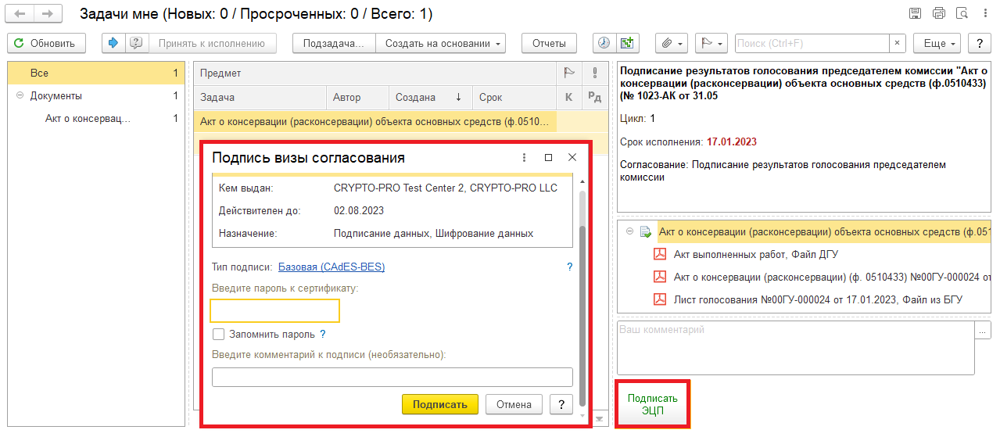 Задачи мне (Новых: 0 / Просроченных: 0 / Всего: 1)
Обновить
Принять к исполнению
Подзадача...
Создать на основании
Отчеты
Поиск (Ctrl+F)
×
Еще
?
Все 1
Документы 1
Акт о консервац... 1
Предмет
Задача Автор Создана ↓ Срок К РД
Акт о консервации (расконсервации) объекта основных средств (ф.0510...
Подпись визы согласования
Кем выдан: CRYPTO-PRO Test Center 2, CRYPTO-PRO LLC
Действителен до: 02.08.2023
Назначение: Подписание данных, Шифрование данных
Тип подписи: Базовая (CAdES-BES) ?
Введите пароль к сертификату:
Запомнить пароль ?
Введите комментарий к подписи (необязательно):
Подписать Отмена ?
Подписание результатов голосования председателем комиссии "Акт о
консервации (расконсервации) объекта основных средств (ф.0510433)
(№ 1023-АК от 31.05
Цикл: 1
Срок исполнения: 17.01.2023
Согласование: Подписание результатов голосования председателем
комиссии
Акт о консервации (расконсервации) объекта основных средств (ф.051
Акт выполненных работ, Файл ДГУ
Акт о консервации (расконсервации) (ф. 0510433) №00ГУ-000024 от
Лист голосования №00ГУ-000024 от 17.01.2023, Файл из БГУ
Ваш комментарий
...
Подписать
ЭЦП